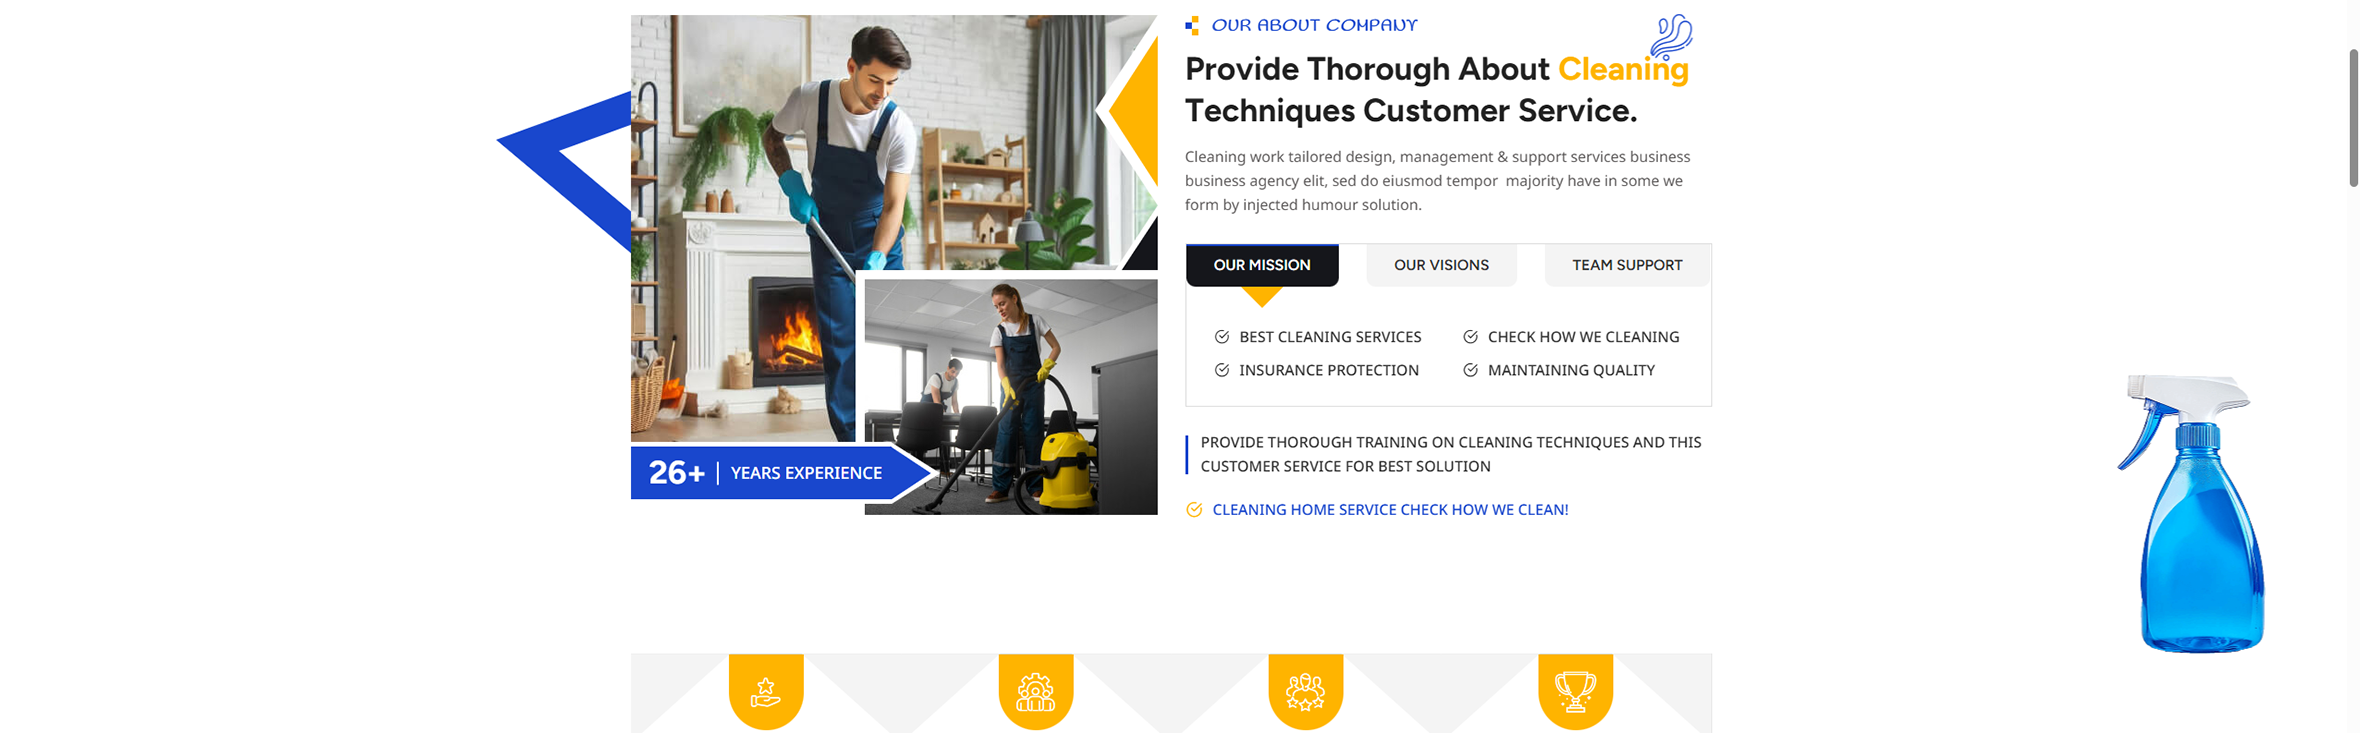 OUR ABOUT COMPANY
Provide Thorough About Cleaning
Techniques Customer Service.
Cleaning work tailored design, management & support services business
business agency elit, sed do eiusmod tempor  majority have in some we
form by injected humour solution.
OUR MISSION
OUR VISIONS
TEAM SUPPORT
BEST CLEANING SERVICES
CHECK HOW WE CLEANING
INSURANCE PROTECTION
MAINTAINING QUALITY
PROVIDE THOROUGH TRAINING ON CLEANING TECHNIQUES AND THIS
CUSTOMER SERVICE FOR BEST SOLUTION
CLEANING HOME SERVICE CHECK HOW WE CLEAN!
26+ YEARS EXPERIENCE